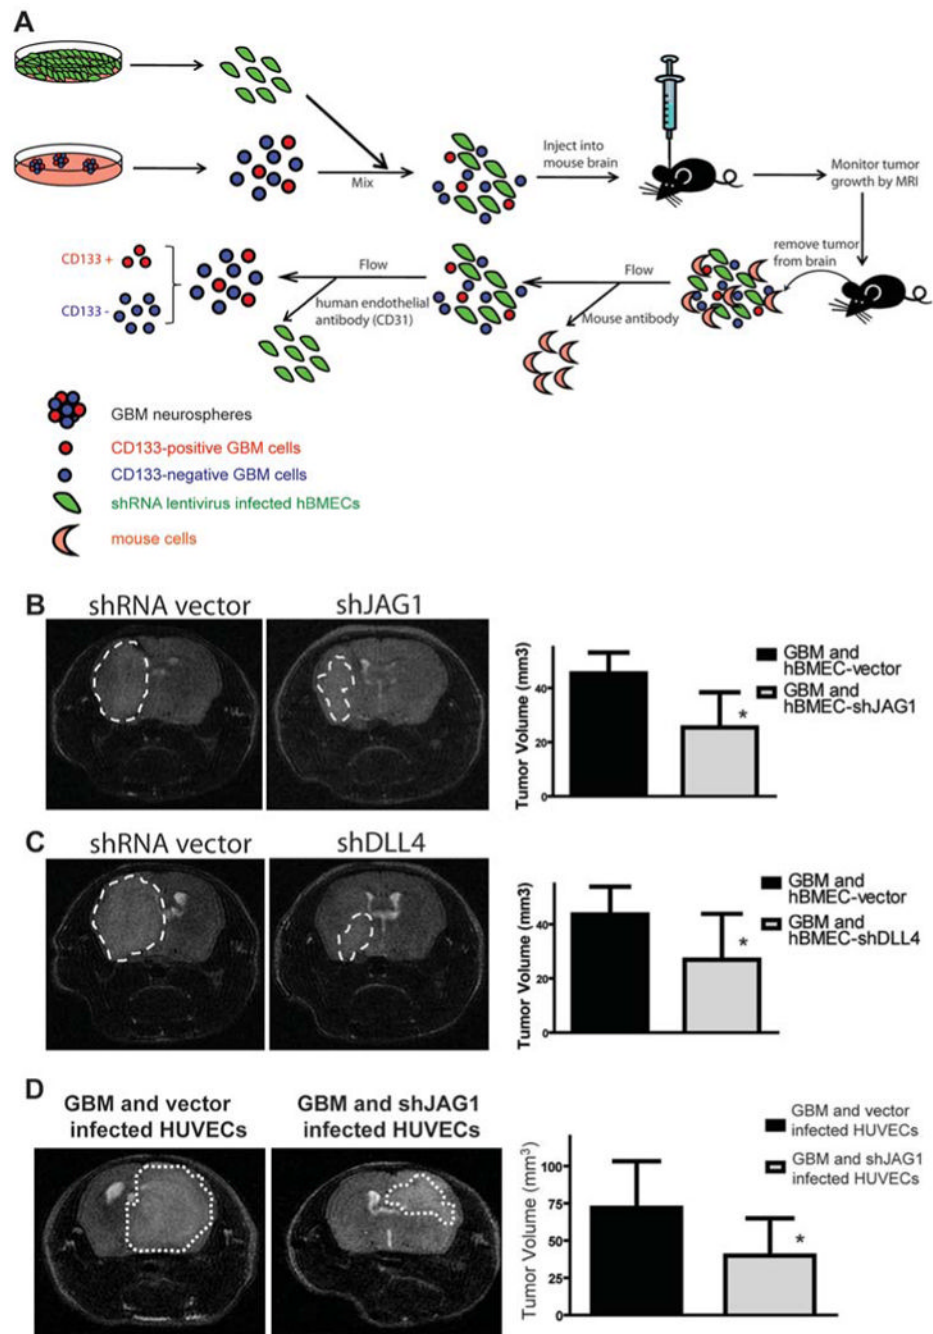 A
Mix
Inject into
mouse brain
Monitor tumor
growth by MRI
CD133 +
CD133 -
Flow
human endothelial
antibody (CD31)
Flow
Mouse antibody
remove tumor
from brain
GBM neurospheres
CD133-positive GBM cells
CD133-negative GBM cells
shRNA lentivirus infected hBMECs
mouse cells
B
shRNA vector
shJAG1
Tumor Volume (mm3)
40
20
0
*
GBM and
hBMEC-vector
GBM and
hBMEC-shJAG1
C
shRNA vector
shDLL4
Tumor Volume (mm3)
40
20
0
*
GBM and
hBMEC-vector
GBM and
hBMEC-shDLL4
D
GBM and vector
infected HUVECs
GBM and shJAG1
infected HUVECs
Tumor Volume (mm³)
100
75
50
25
0
*
GBM and vector
infected HUVECs
GBM and shJAG1
infected HUVECs